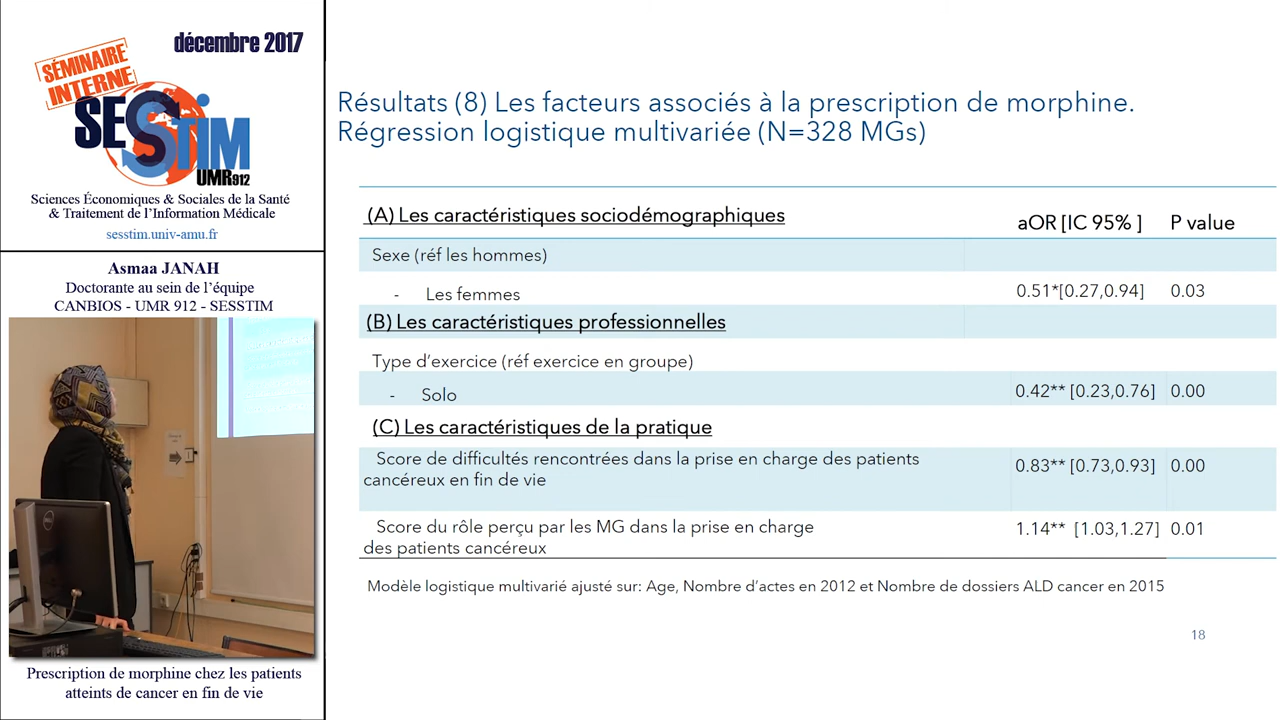 décembre 2017
SÉMINAIRE
INTERNE
SESSTIM
UMR912
Sciences Économiques & Sociales de la Santé
& Traitement de l'Information Médicale
sesstim.univ-amu.fr
Asmaa JANAH
Doctorante au sein de l'équipe
CANBIOS - UMR 912 - SESSTIM
DELL
Prescription de morphine chez les patients
atteints de cancer en fin de vie
Résultats (8) Les facteurs associés à la prescription de morphine.
Régression logistique multivariée (N=328 MGs)
(A) Les caractéristiques sociodémographiques aOR [IC 95% ] P value
Sexe (réf les hommes)
- Les femmes 0.51*[0.27,0.94] 0.03
(B) Les caractéristiques professionnelles
Type d'exercice (réf exercice en groupe)
- Solo 0.42** [0.23,0.76] 0.00
(C) Les caractéristiques de la pratique
Score de difficultés rencontrées dans la prise en charge des patients
cancéreux en fin de vie 0.83** [0.73,0.93] 0.00
Score du rôle perçu par les MG dans la prise en charge
des patients cancéreux 1.14** [1.03,1.27] 0.01
Modèle logistique multivarié ajusté sur: Age, Nombre d'actes en 2012 et Nombre de dossiers ALD cancer en 2015
18